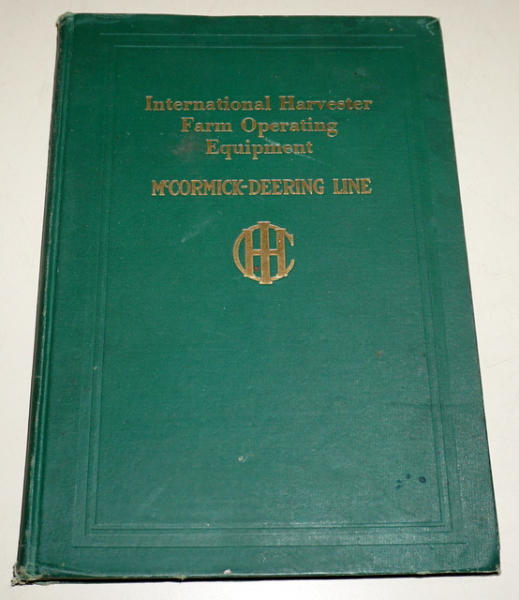 International Harvester
Farm Operating
Equipment
McCORMICK-DEERING LINE
IHC